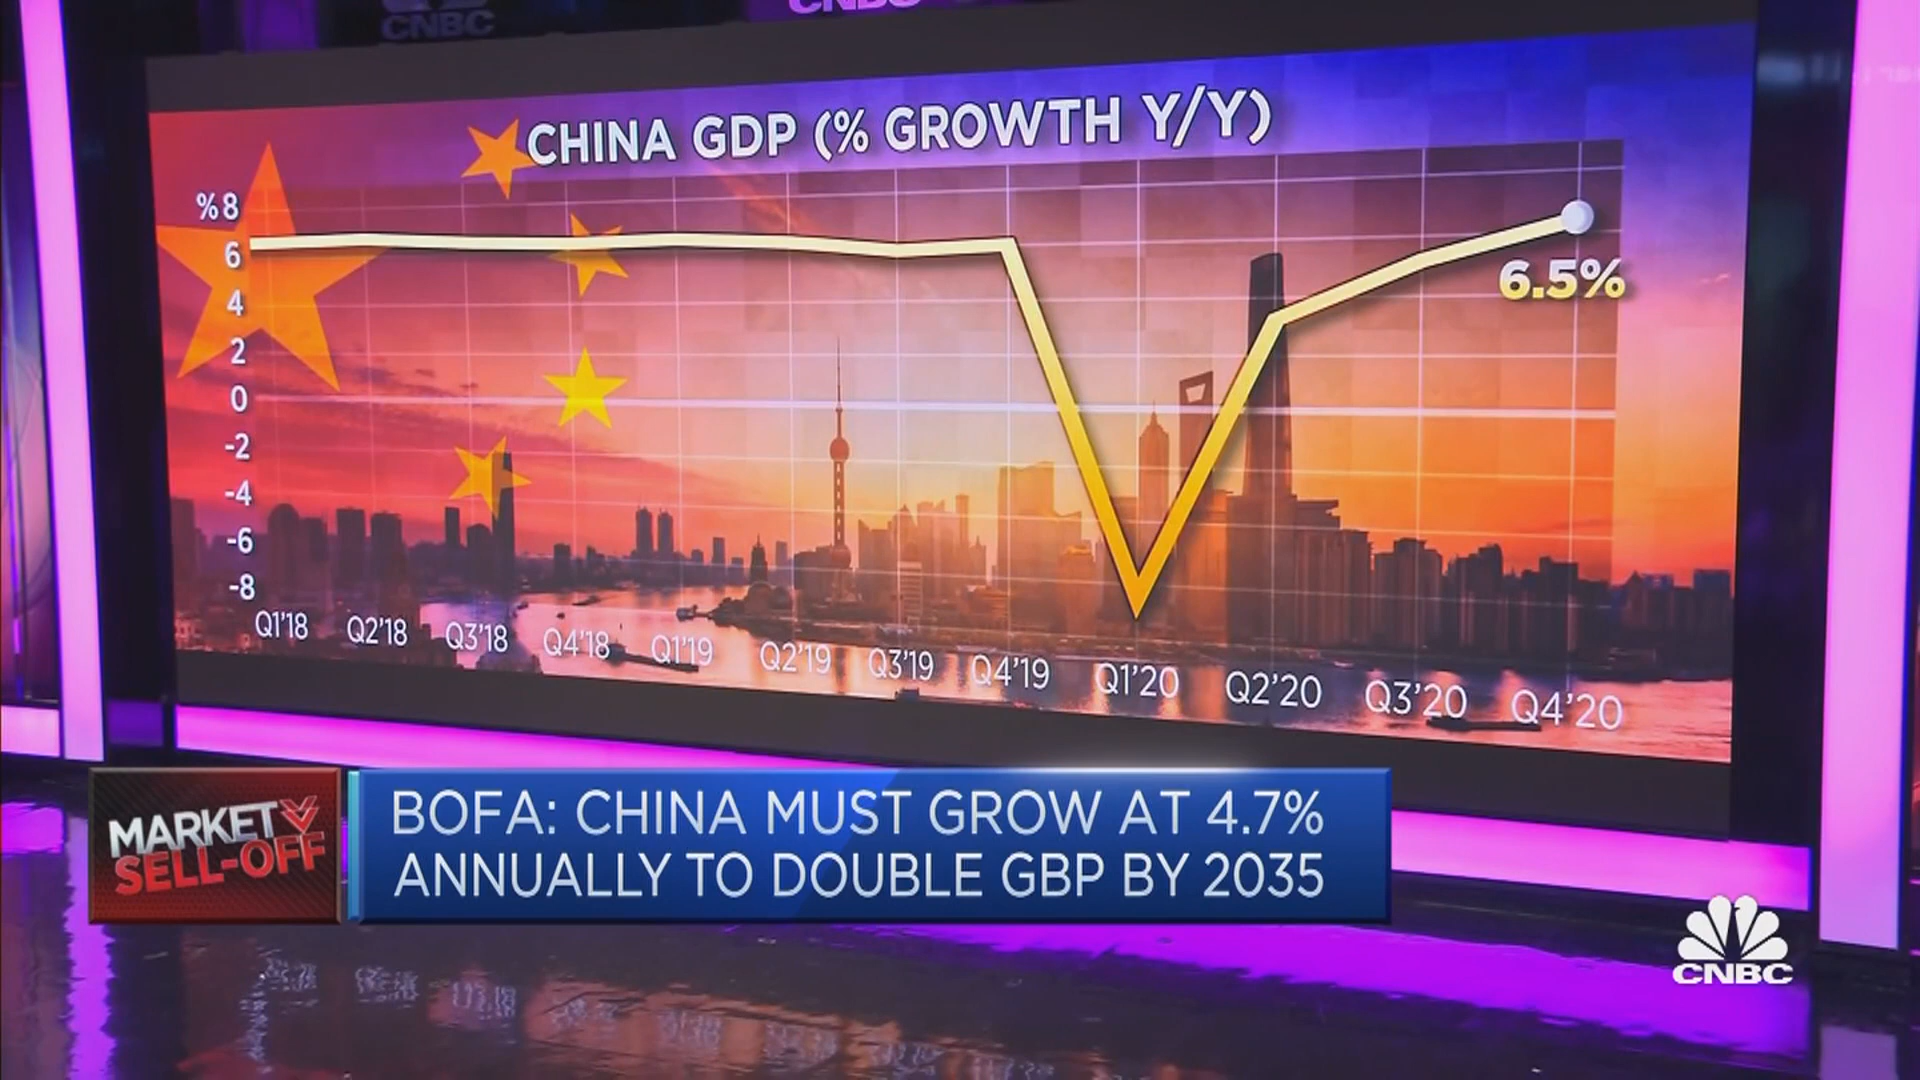 CNBC
CNBC
CHINA GDP (% GROWTH Y/Y)
% 8
6
4
2
0
-2
-4
-6
-8
6.5%
Q1'18 Q2'18 Q3'18 Q4'18 Q1'19 Q2'19 Q3'19 Q4'19 Q1'20 Q2'20 Q3'20 Q4'20
MARKET
SELL-OFF
BOFA: CHINA MUST GROW AT 4.7%
ANNUALLY TO DOUBLE GBP BY 2035
CNBC